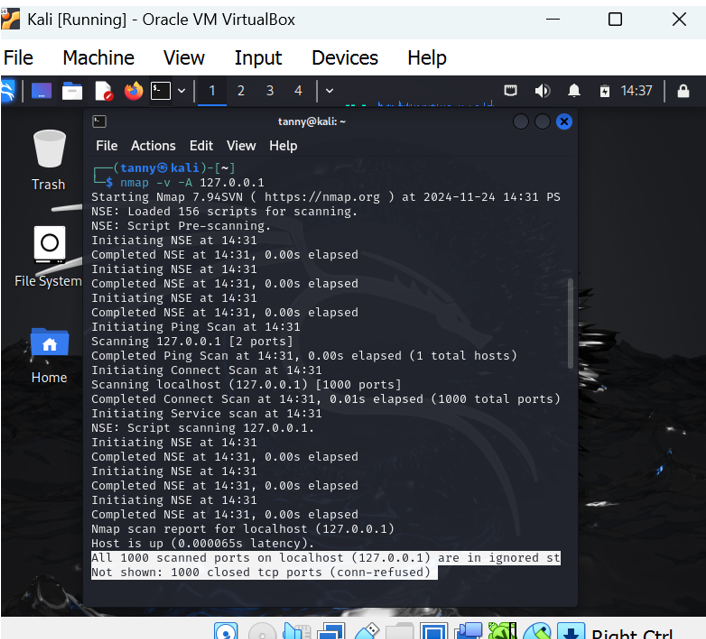 Kali [Running] - Oracle VM VirtualBox
File Machine View Input Devices Help
1 2 3 4 14:37
tanny@kali: ~
File Actions Edit View Help
Trash
File System
Home
┌──(tanny㉿kali)-[~]
└─$ nmap -v -A 127.0.0.1
Starting Nmap 7.94SVN ( https://nmap.org ) at 2024-11-24 14:31 PS
NSE: Loaded 156 scripts for scanning.
NSE: Script Pre-scanning.
Initiating NSE at 14:31
Completed NSE at 14:31, 0.00s elapsed
Initiating NSE at 14:31
Completed NSE at 14:31, 0.00s elapsed
Initiating NSE at 14:31
Completed NSE at 14:31, 0.00s elapsed
Initiating Ping Scan at 14:31
Scanning 127.0.0.1 [2 ports]
Completed Ping Scan at 14:31, 0.00s elapsed (1 total hosts)
Initiating Connect Scan at 14:31
Scanning localhost (127.0.0.1) [1000 ports]
Completed Connect Scan at 14:31, 0.01s elapsed (1000 total ports)
Initiating Service scan at 14:31
NSE: Script scanning 127.0.0.1.
Initiating NSE at 14:31
Completed NSE at 14:31, 0.00s elapsed
Initiating NSE at 14:31
Completed NSE at 14:31, 0.00s elapsed
Initiating NSE at 14:31
Completed NSE at 14:31, 0.00s elapsed
Nmap scan report for localhost (127.0.0.1)
Host is up (0.000065s latency).
All 1000 scanned ports on localhost (127.0.0.1) are in ignored st
Not shown: 1000 closed tcp ports (conn-refused)
Right Ctrl